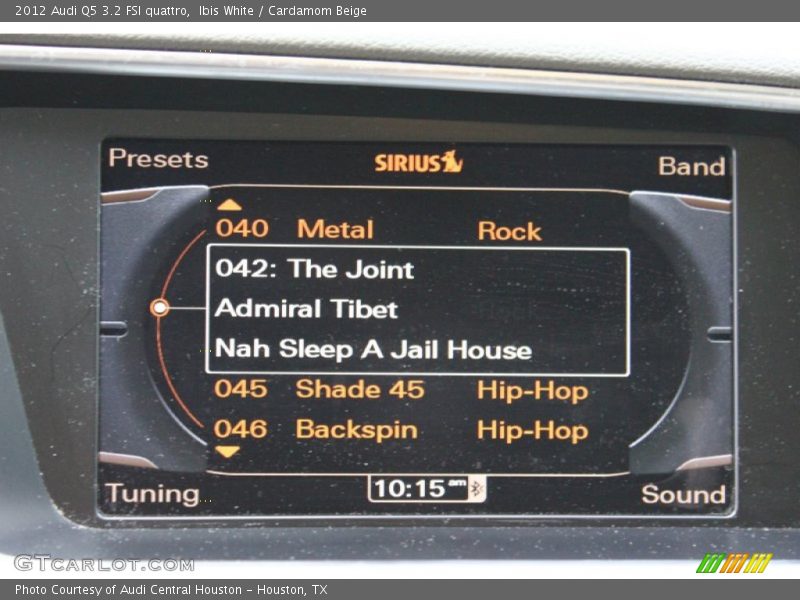 2012 Audi Q5 3.2 FSI quattro,  Ibis White / Cardamom Beige
Presets SIRIUS Band
040 Metal Rock
042: The Joint
Admiral Tibet
Nah Sleep A Jail House
045 Shade 45 Hip-Hop
046 Backspin Hip-Hop
Tuning 10:15 am Sound
GTCARLOT.COM
Photo Courtesy of Audi Central Houston - Houston, TX